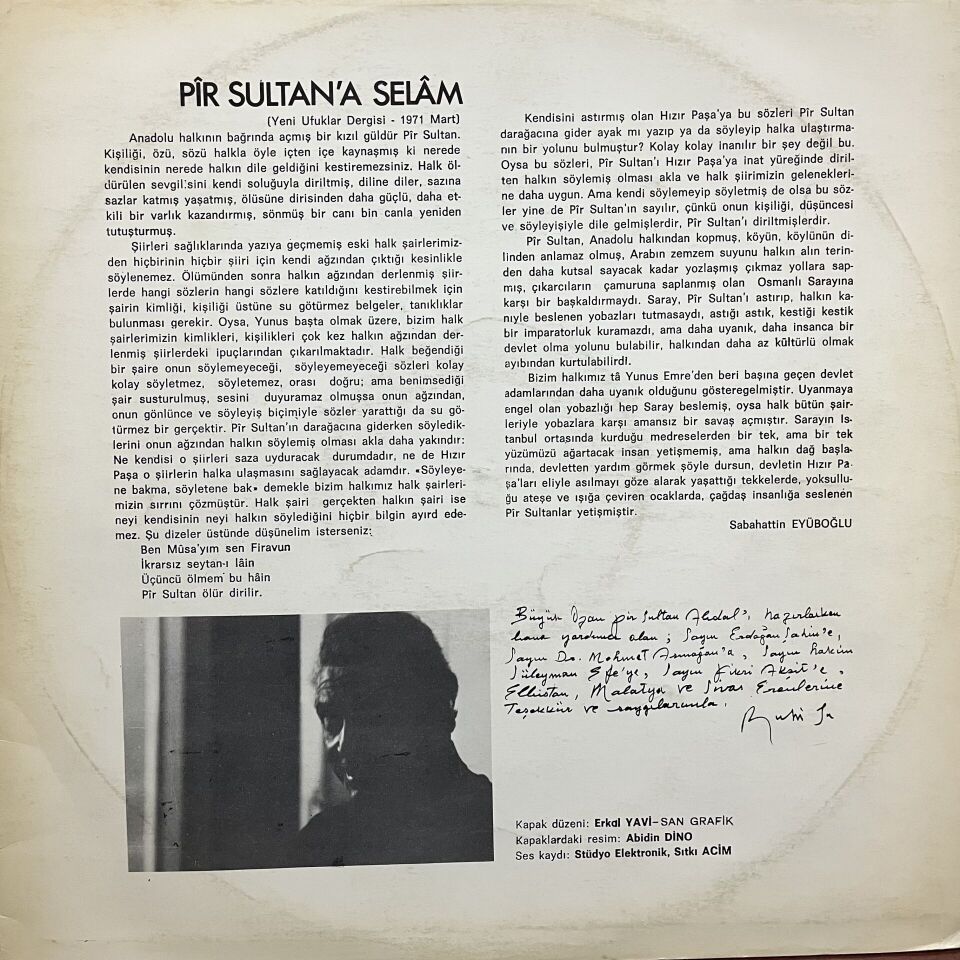 PÎR SULTAN'A SELÂM
(Yeni Ufuklar Dergisi - 1971 Mart)
Anadolu halkının bağrında açmış bir kızıl güldür Pîr Sultan.
Kişiliği, özü, sözü halkla öyle içten içe kaynaşmış ki nerede
kendisinin nerede halkın dile geldiğini kestiremezsiniz. Halk öl-
dürülen sevgilisini kendi soluğuyla diriltmiş, diline diler, sazına
sazlar katmış yaşatmış, ölüsüne dirisinden daha güçlü, daha et-
kili bir varlık kazandırmış, sönmüş bir canı bin canla yeniden
tutuşturmuş.
Şiirleri sağlıklarında yazıya geçmemiş eski halk şairlerimiz-
den hiçbirinin hiçbir şiiri için kendi ağzından çıktığı kesinlikle
söylenemez. Ölümünden sonra halkın ağzından derlenmiş şiir-
lerde hangi sözlerin hangi sözlere katıldığını kestirebilmek için
şairin kimliği, kişiliği üstüne su götürmez belgeler, tanıklıklar
bulunması gerekir. Oysa, Yunus başta olmak üzere, bizim halk
şairlerimizin kimlikleri, kişilikleri çok kez halkın ağzından der-
lenmiş şiirlerdeki ipuçlarından çıkarılmaktadır. Halk beğendiği
bir şaire onun söylemeyeceği, söyleyemeyeceği sözleri kolay
kolay söyletmez, söyletemez, orası doğru; ama benimsediği
şair susturulmuş, sesini duyuramaz olmuşsa onun ağzından,
onun gönlünce ve söyleyiş biçimiyle sözler yarattığı da su gö-
türmez bir gerçektir. Pîr Sultan'ın darağacına giderken söyledik-
lerini onun ağzından halkın söylemiş olması akla daha yakındır:
Ne kendisi o şiirleri saza uyduracak durumdadır, ne de Hızır
Paşa o şiirlerin halka ulaşmasını sağlayacak adamdır. «Söyleye-
ne bakma, söyletene bak» demekle bizim halkımız halk şairleri-
mizin sırrını çözmüştür. Halk şairi gerçekten halkın şairi ise
neyi kendisinin neyi halkın söylediğini hiçbir bilgin ayırd ede-
mez. Şu dizeler üstünde düşünelim isterseniz:
Ben Mûsa'yım sen Firavun
İkrarsız seytan-ı lâin
Üçüncü ölmem bu hâin
Pîr Sultan ölür dirilir.
Kendisini astırmış olan Hızır Paşa'ya bu sözleri Pîr Sultan
darağacına gider ayak mı yazıp ya da söyleyip halka ulaştırma-
nın bir yolunu bulmuştur? Kolay kolay inanılır bir şey değil bu.
Oysa bu sözleri, Pîr Sultan'ı Hızır Paşa'ya inat yüreğinde diril-
ten halkın söylemiş olması akla ve halk şiirimizin gelenekleri-
ne daha uygun. Ama kendi söylemeyip söyletmiş de olsa bu söz-
ler yine de Pîr Sultan'ın sayılır, çünkü onun kişiliği, düşüncesi
ve söyleyişiyle dile gelmişlerdir, Pîr Sultan'ı diriltmişlerdir.
Pîr Sultan, Anadolu halkından kopmuş, köyün, köylünün di-
linden anlamaz olmuş, Arabın zemzem suyunu halkın alın terin-
den daha kutsal sayacak kadar yozlaşmış çıkmaz yollara sap-
mış, çıkarcıların çamuruna saplanmış olan Osmanlı Sarayına
karşı bir başkaldırmaydı. Saray, Pîr Sultan'ı astırıp, halkın ka-
nıyle beslenen yobazları tutmasaydı, astığı astık, kestiği kestik
bir imparatorluk kuramazdı, ama daha uyanık, daha insanca bir
devlet olma yolunu bulabilir, halkından daha az kültürlü olmak
ayıbından kurtulabilirdi.
Bizim halkımız tâ Yunus Emre'den beri başına geçen devlet
adamlarından daha uyanık olduğunu gösteregelmiştir. Uyanmaya
engel olan yobazlığı hep Saray beslemiş, oysa halk bütün şair-
leriyle yobazlara karşı amansız bir savaş açmıştır. Sarayın İs-
tanbul ortasında kurduğu medreselerden bir tek, ama bir tek
yüzümüzü ağartacak insan yetişmemiş, ama halkın dağ başla-
rında, devletten yardım görmek şöyle dursun, devletin Hızır Pa-
şa'ları eliyle asılmayı göze alarak yaşattığı tekkelerde, yoksullu-
ğu ateşe ve ışığa çeviren ocaklarda, çağdaş insanlığa seslenen
Pîr Sultanlar yetişmiştir.
Sabahattin EYÜBOĞLU
Büyük Ozan pir Sultan Abdal'ı, hazırlarken
bana yardımcı olan; Sayın Erdoğan Şahin'e,
Sayın Dr. Mehmet Armağan'a, Sayın hakim
Süleyman Efe'ye, Sayın Fikri Akşit'e,
Elbistan, Malatya ve Sivas Erenlerine
Teşekkür ve saygılarımla.
Ruhi Su
Kapak düzeni: Erkal YAVİ-SAN GRAFİK
Kapaklardaki resim: Abidin DİNO
Ses kaydı: Stüdyo Elektronik, Sıtkı ACIM